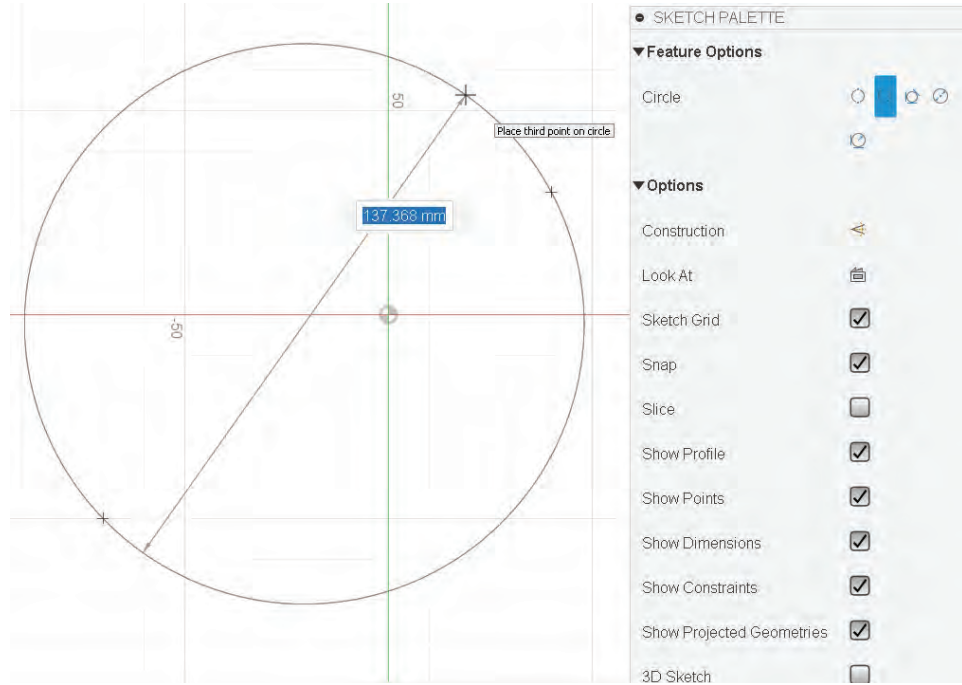 SKETCH PALETTE
Feature Options
Circle
50
Place third point on circle
137.368 mm
-50
Options
Construction
Look At
Sketch Grid
Snap
Slice
Show Profile
Show Points
Show Dimensions
Show Constraints
Show Projected Geometries
3D Sketch